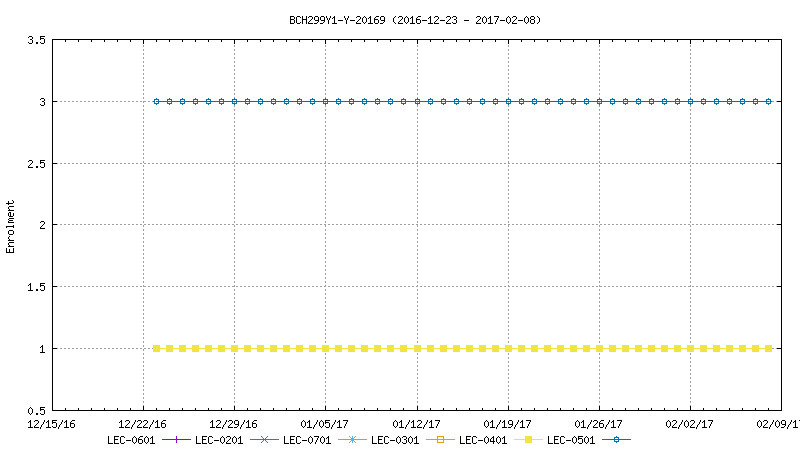 BCH299Y1-Y-20169 (2016-12-23 - 2017-02-08)
3.5
3
2.5
2
1.5
1
0.5
Enrolment
12/15/16 12/22/16 12/29/16 01/05/17 01/12/17 01/19/17 01/26/17 02/02/17 02/09/1
LEC-0601 LEC-0201 LEC-0701 LEC-0301 LEC-0401 LEC-0501